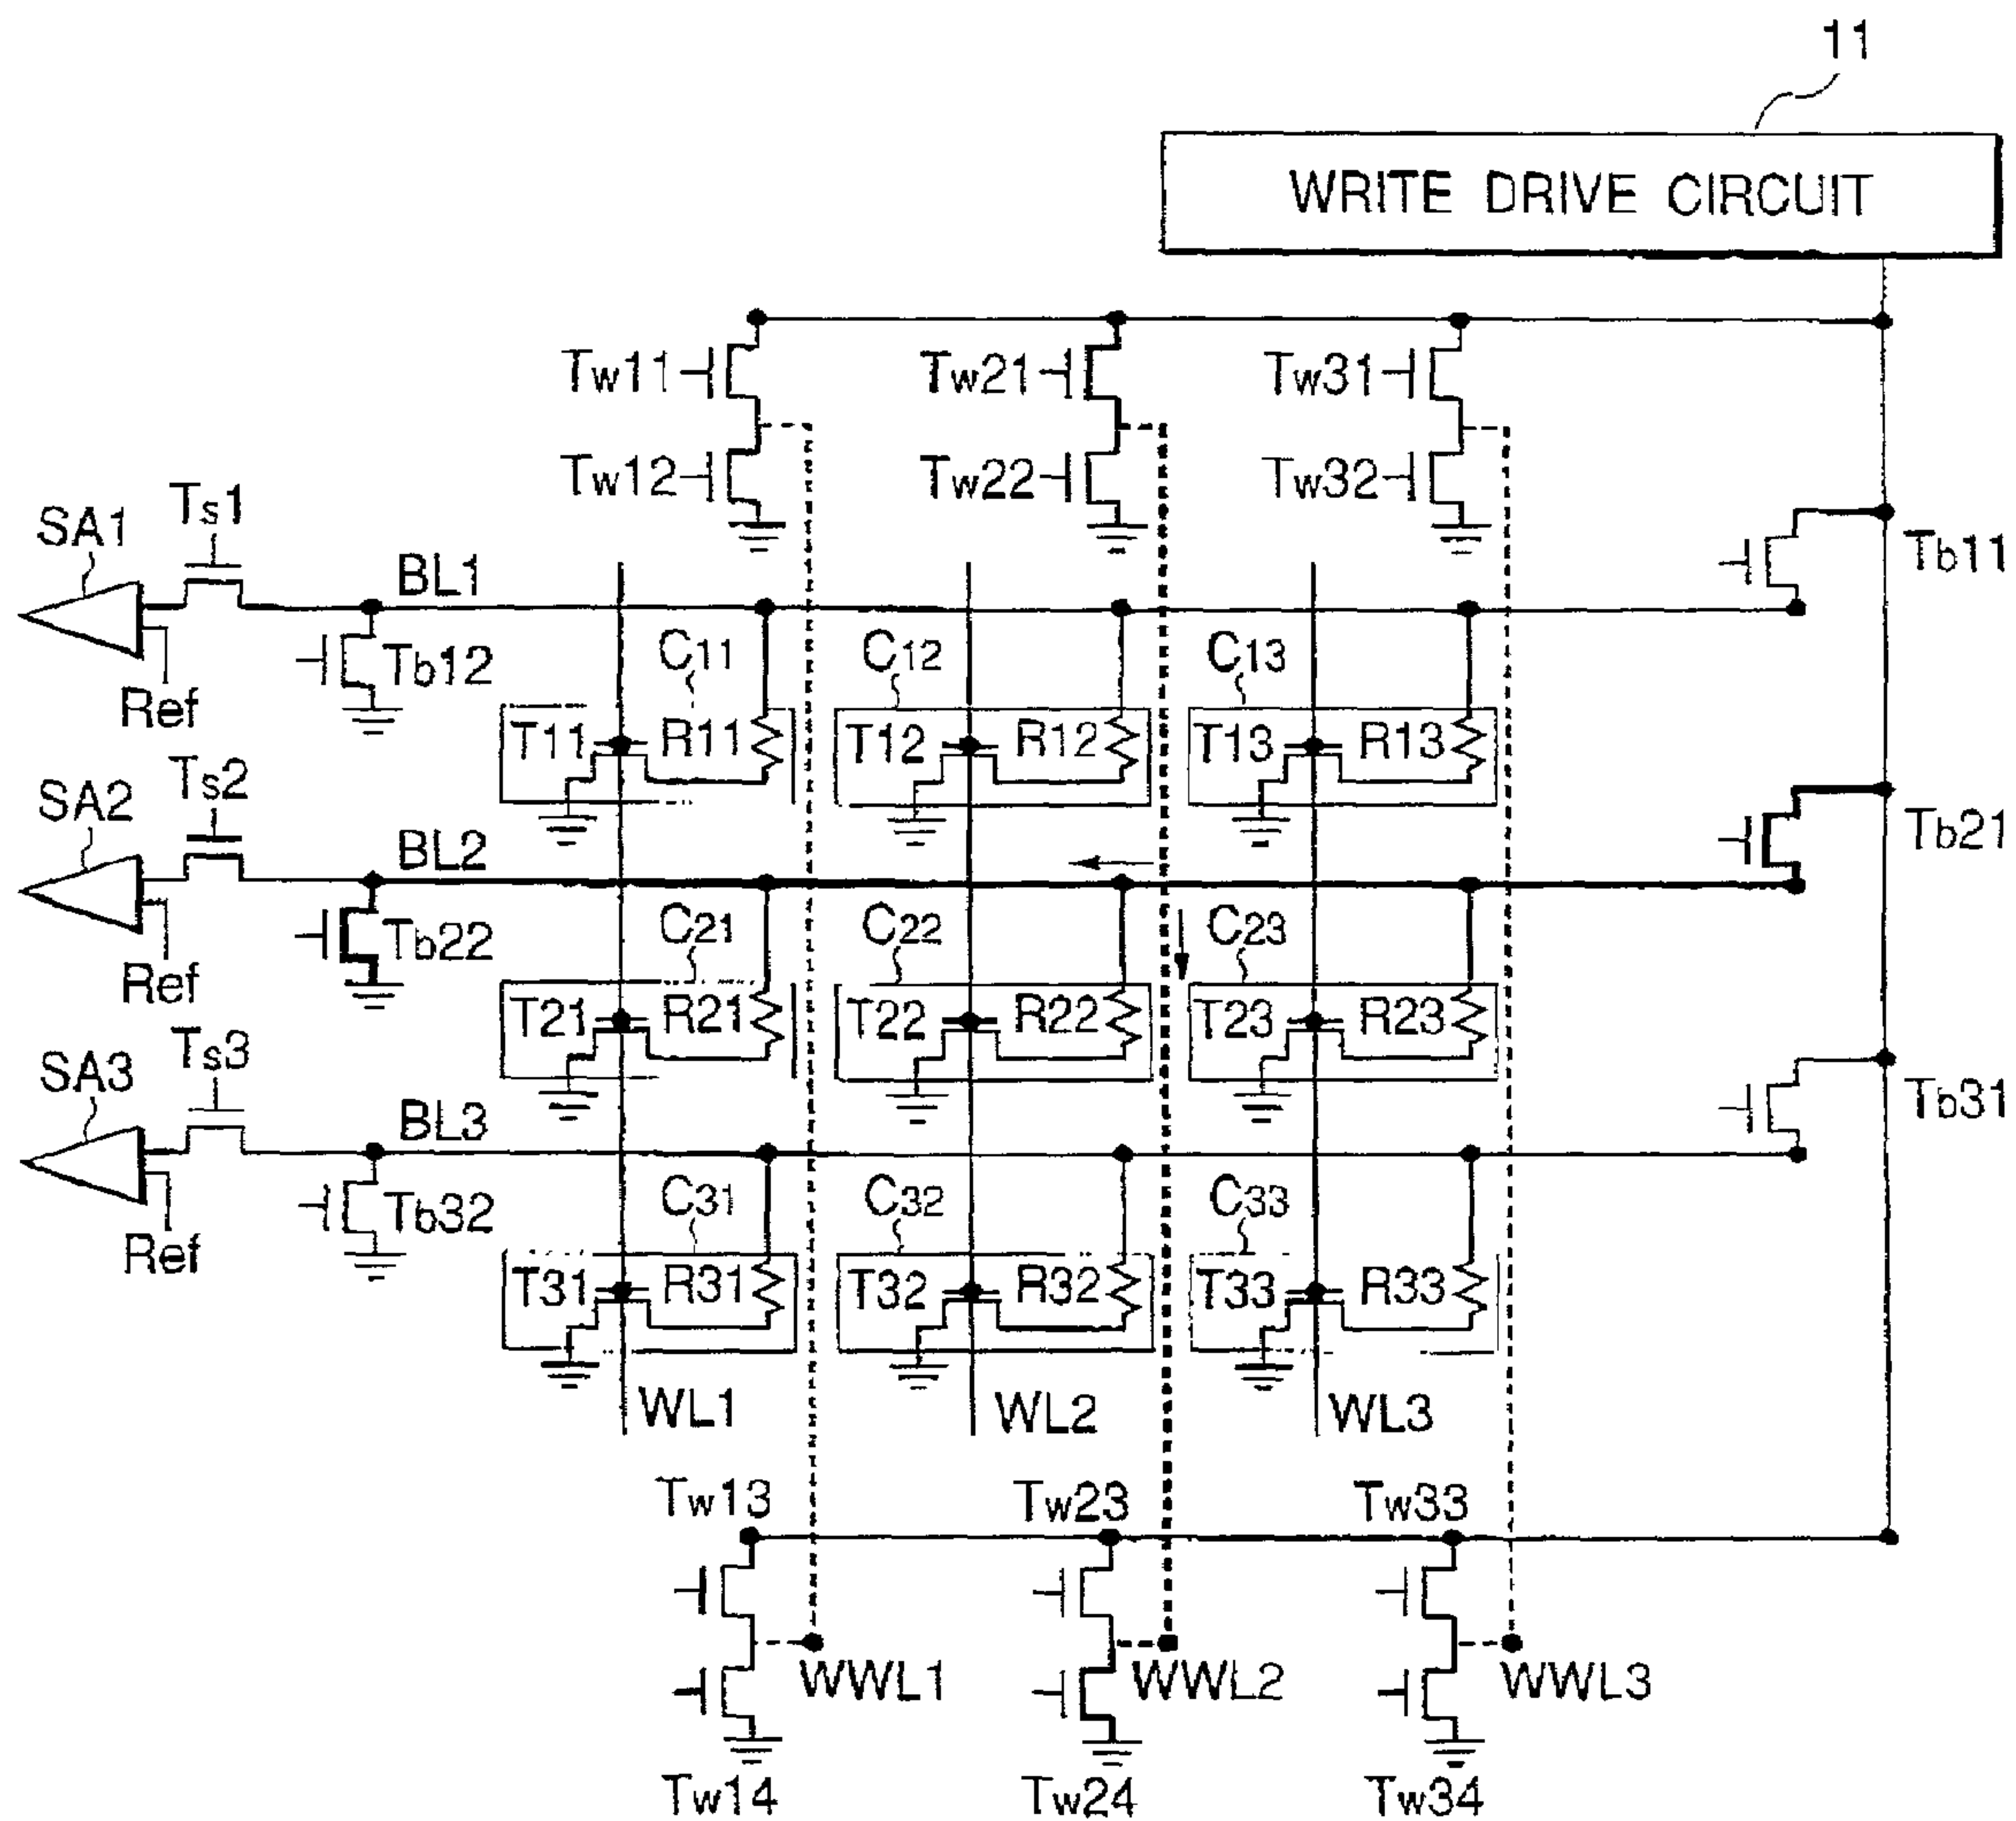 11
WRITE DRIVE CIRCUIT
Tw11 Tw21 Tw31
Tw12 Tw22 Tw32
SA1 Ts1 BL1 Tb11
Ref Tb12 C11 C12 C13
T11 R11 T12 R12 T13 R13
SA2 Ts2 BL2 Tb21
Ref Tb22 C21 C22 C23
T21 R21 T22 R22 T23 R23
SA3 Ts3 BL3 Tb31
Ref Tb32 C31 C32 C33
T31 R31 T32 R32 T33 R33
WL1 WL2 WL3
Tw13 Tw23 Tw33
WWL1 WWL2 WWL3
Tw14 Tw24 Tw34